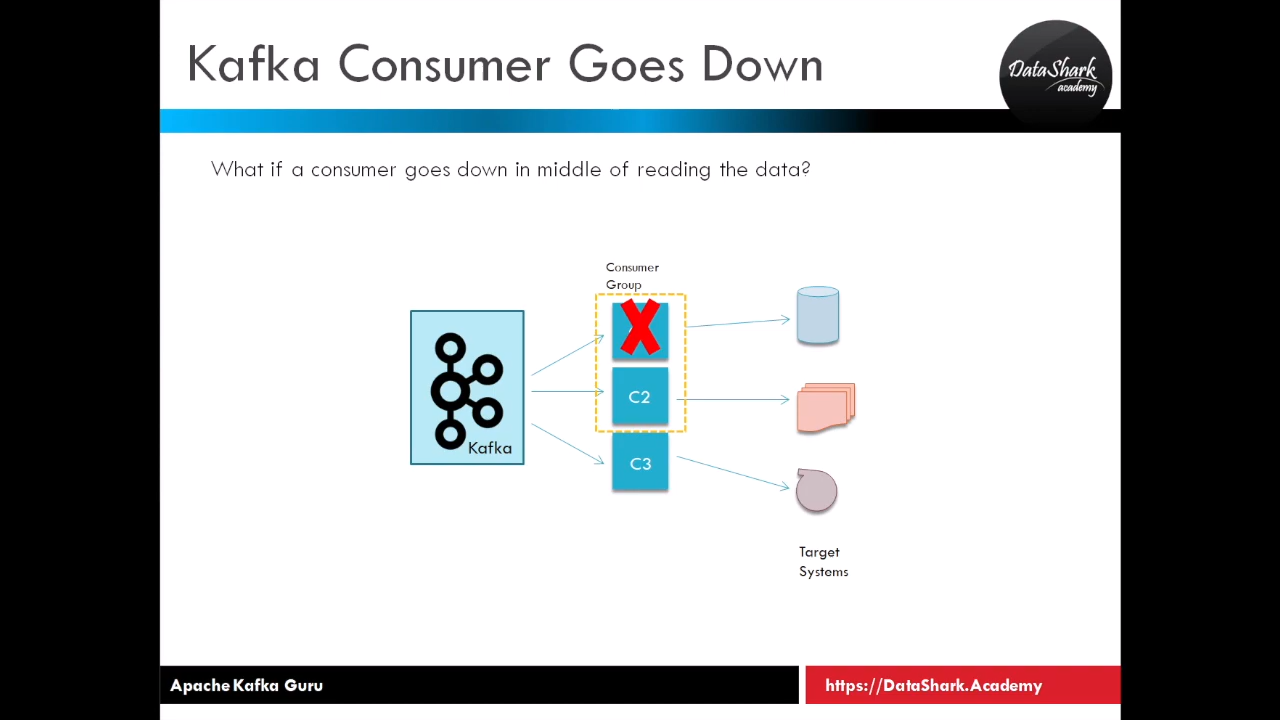 Kafka Consumer Goes Down
DataShark
academy
What if a consumer goes down in middle of reading the data?
Consumer
Group
C2
C3
Kafka
Target
Systems
Apache Kafka Guru
https://DataShark.Academy